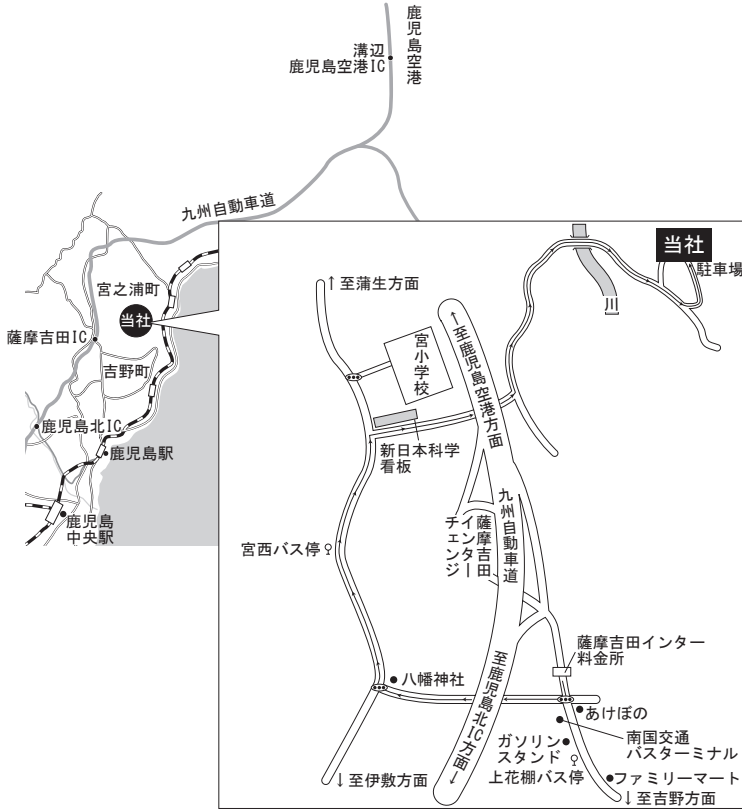 鹿児島空港
溝辺
鹿児島空港IC
九州自動車道
宮之浦町
当社
薩摩吉田IC
吉野町
鹿児島北IC
鹿児島駅
鹿児島
中央駅
当社
駐車場
川
↑至蒲生方面
宮小学校
↑至鹿児島空港方面
新日本科学
看板
九州自動車道
薩摩吉田
インター
チェンジ
宮西バス停
薩摩吉田インター
料金所
八幡神社
至鹿児島北IC方面↓
あけぼの
南国交通
バスターミナル
ガソリン
スタンド
上花棚バス停
ファミリーマート
↓至伊敷方面
↓至吉野方面